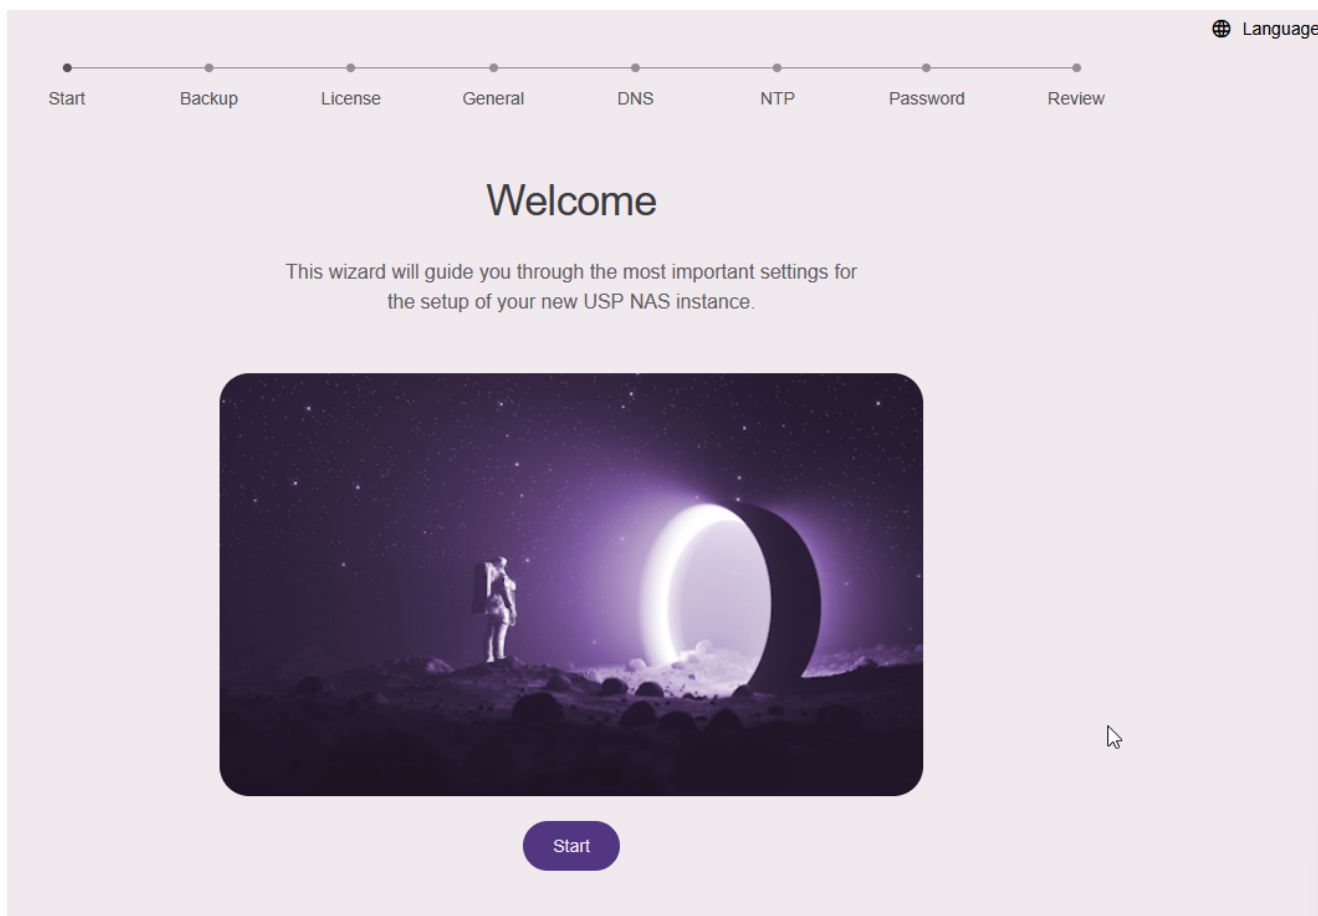 Language
Start Backup License General DNS NTP Password Review
Welcome
This wizard will guide you through the most important settings for
the setup of your new USP NAS instance.
Start